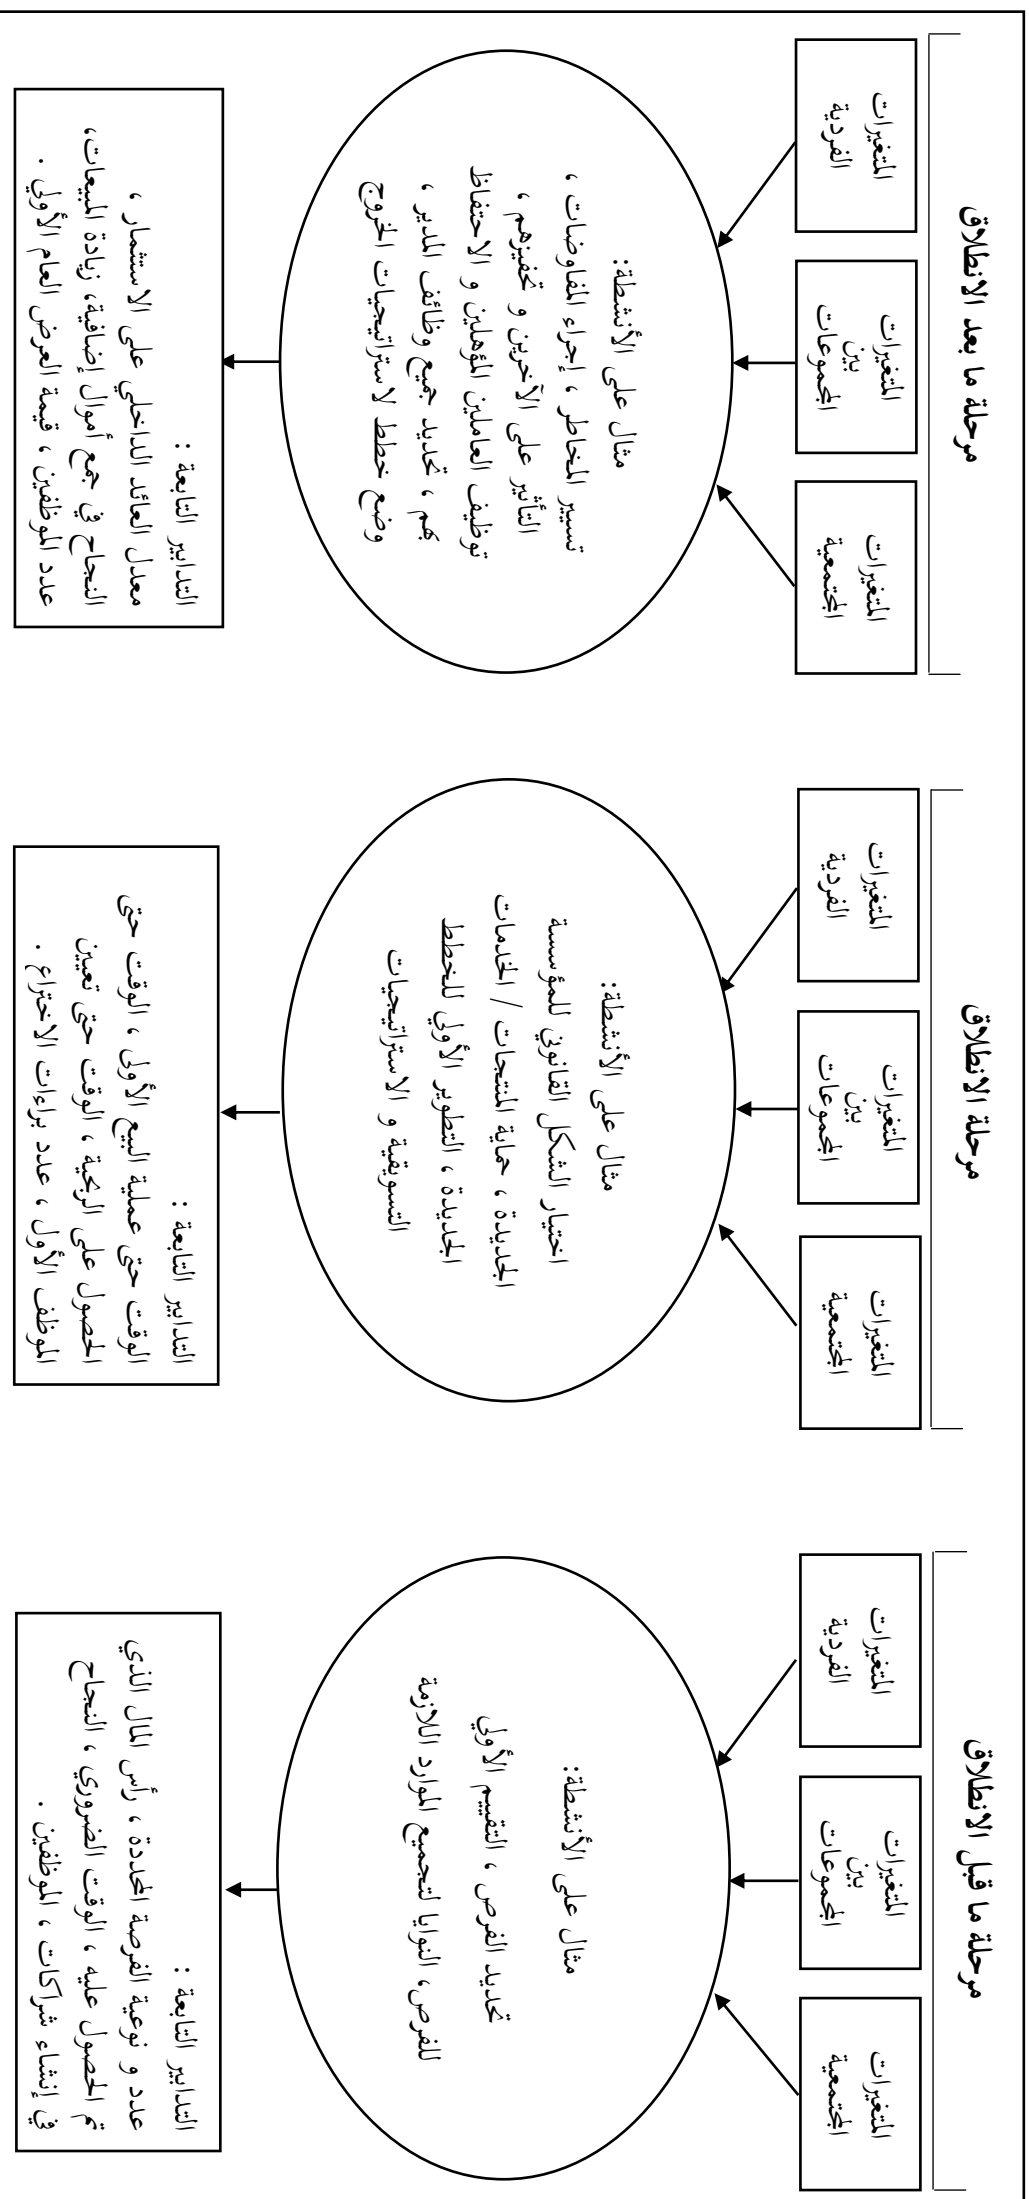 مرحلة ما قبل الانطلاق
المتغيرات
المجتمعية
المتغيرات
بين
المجموعات
المتغيرات
الفردية
مثال على الأنشطة:
تحديد الفرص ، التقييم الأولي
للفرص، النوايا لتجميع الموارد اللازمة
التدابير التابعة :
عدد و نوعية الفرصة المحددة ، رأس المال الذي
تم الحصول عليه ، الوقت الضروري ، النجاح
في إنشاء شراكات ، الموظفين .
مرحلة الانطلاق
المتغيرات
المجتمعية
المتغيرات
بين
المجموعات
المتغيرات
الفردية
مثال على الأنشطة:
اختيار الشكل القانوني للمؤسسة
الجديدة ، حماية المنتجات / الخدمات
الجديدة ، التطوير الأولي للخطط
التسويقية و الاستراتيجيات
التدابير التابعة :
الوقت حتى عملية البيع الأولى ، الوقت حتى
الحصول على الربحية ، الوقت حتى تعيين
الموظف الأول ، عدد براءات الاختراع .
مرحلة ما بعد الانطلاق
المتغيرات
المجتمعية
المتغيرات
بين
المجموعات
المتغيرات
الفردية
مثال على الأنشطة:
تسيير المخاطر ، إجراء المفاوضات ،
التأثير على الآخرين و تحفيزهم ،
توظيف العاملين المؤهلين و الاحتفاظ
بهم ، تحديد جميع وظائف المدير ،
وضع خطط لاستراتيجيات الخروج
التدابير التابعة :
معدل العائد الداخلي على الاستثمار ،
النجاح في جمع أموال إضافية، زيادة المبيعات،
عدد الموظفين ، قيمة العرض العام الأولي .